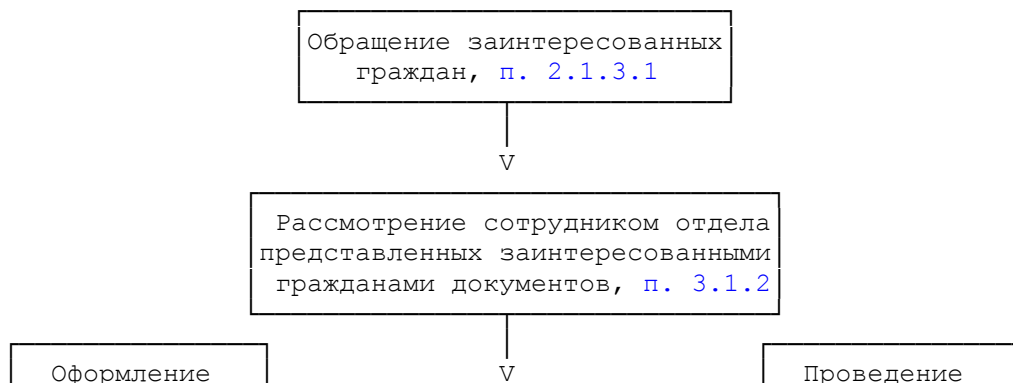 Обращение заинтересованных
граждан, п. 2.1.3.1
V
Рассмотрение сотрудником отдела
представленных заинтересованными
гражданами документов, п. 3.1.2
Оформление V Проведение